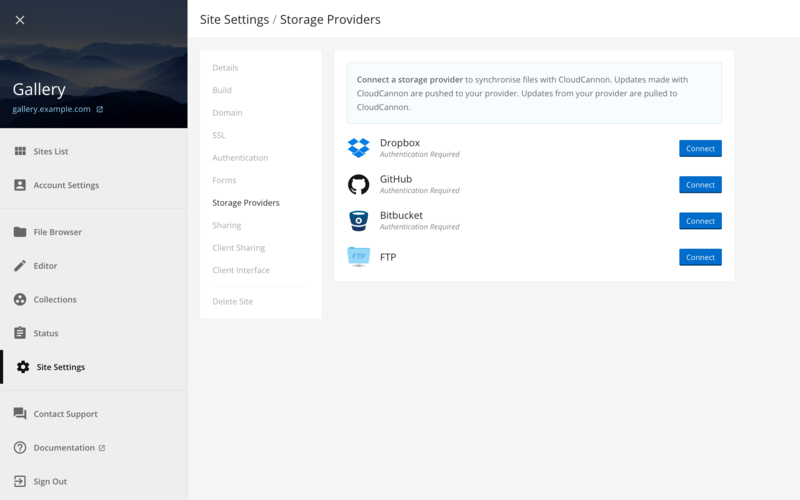 Gallery
gallery.example.com
Sites List
Account Settings
File Browser
Editor
Collections
Status
Site Settings
Contact Support
Documentation
Sign Out
Site Settings / Storage Providers
Details
Build
Domain
SSL
Authentication
Forms
Storage Providers
Sharing
Client Sharing
Client Interface
Delete Site
Connect a storage provider to synchronise files with CloudCannon. Updates made with
CloudCannon are pushed to your provider. Updates from your provider are pulled to
CloudCannon.
Dropbox
Authentication Required
Connect
GitHub
Authentication Required
Connect
Bitbucket
Authentication Required
Connect
FTP
FTP
Connect